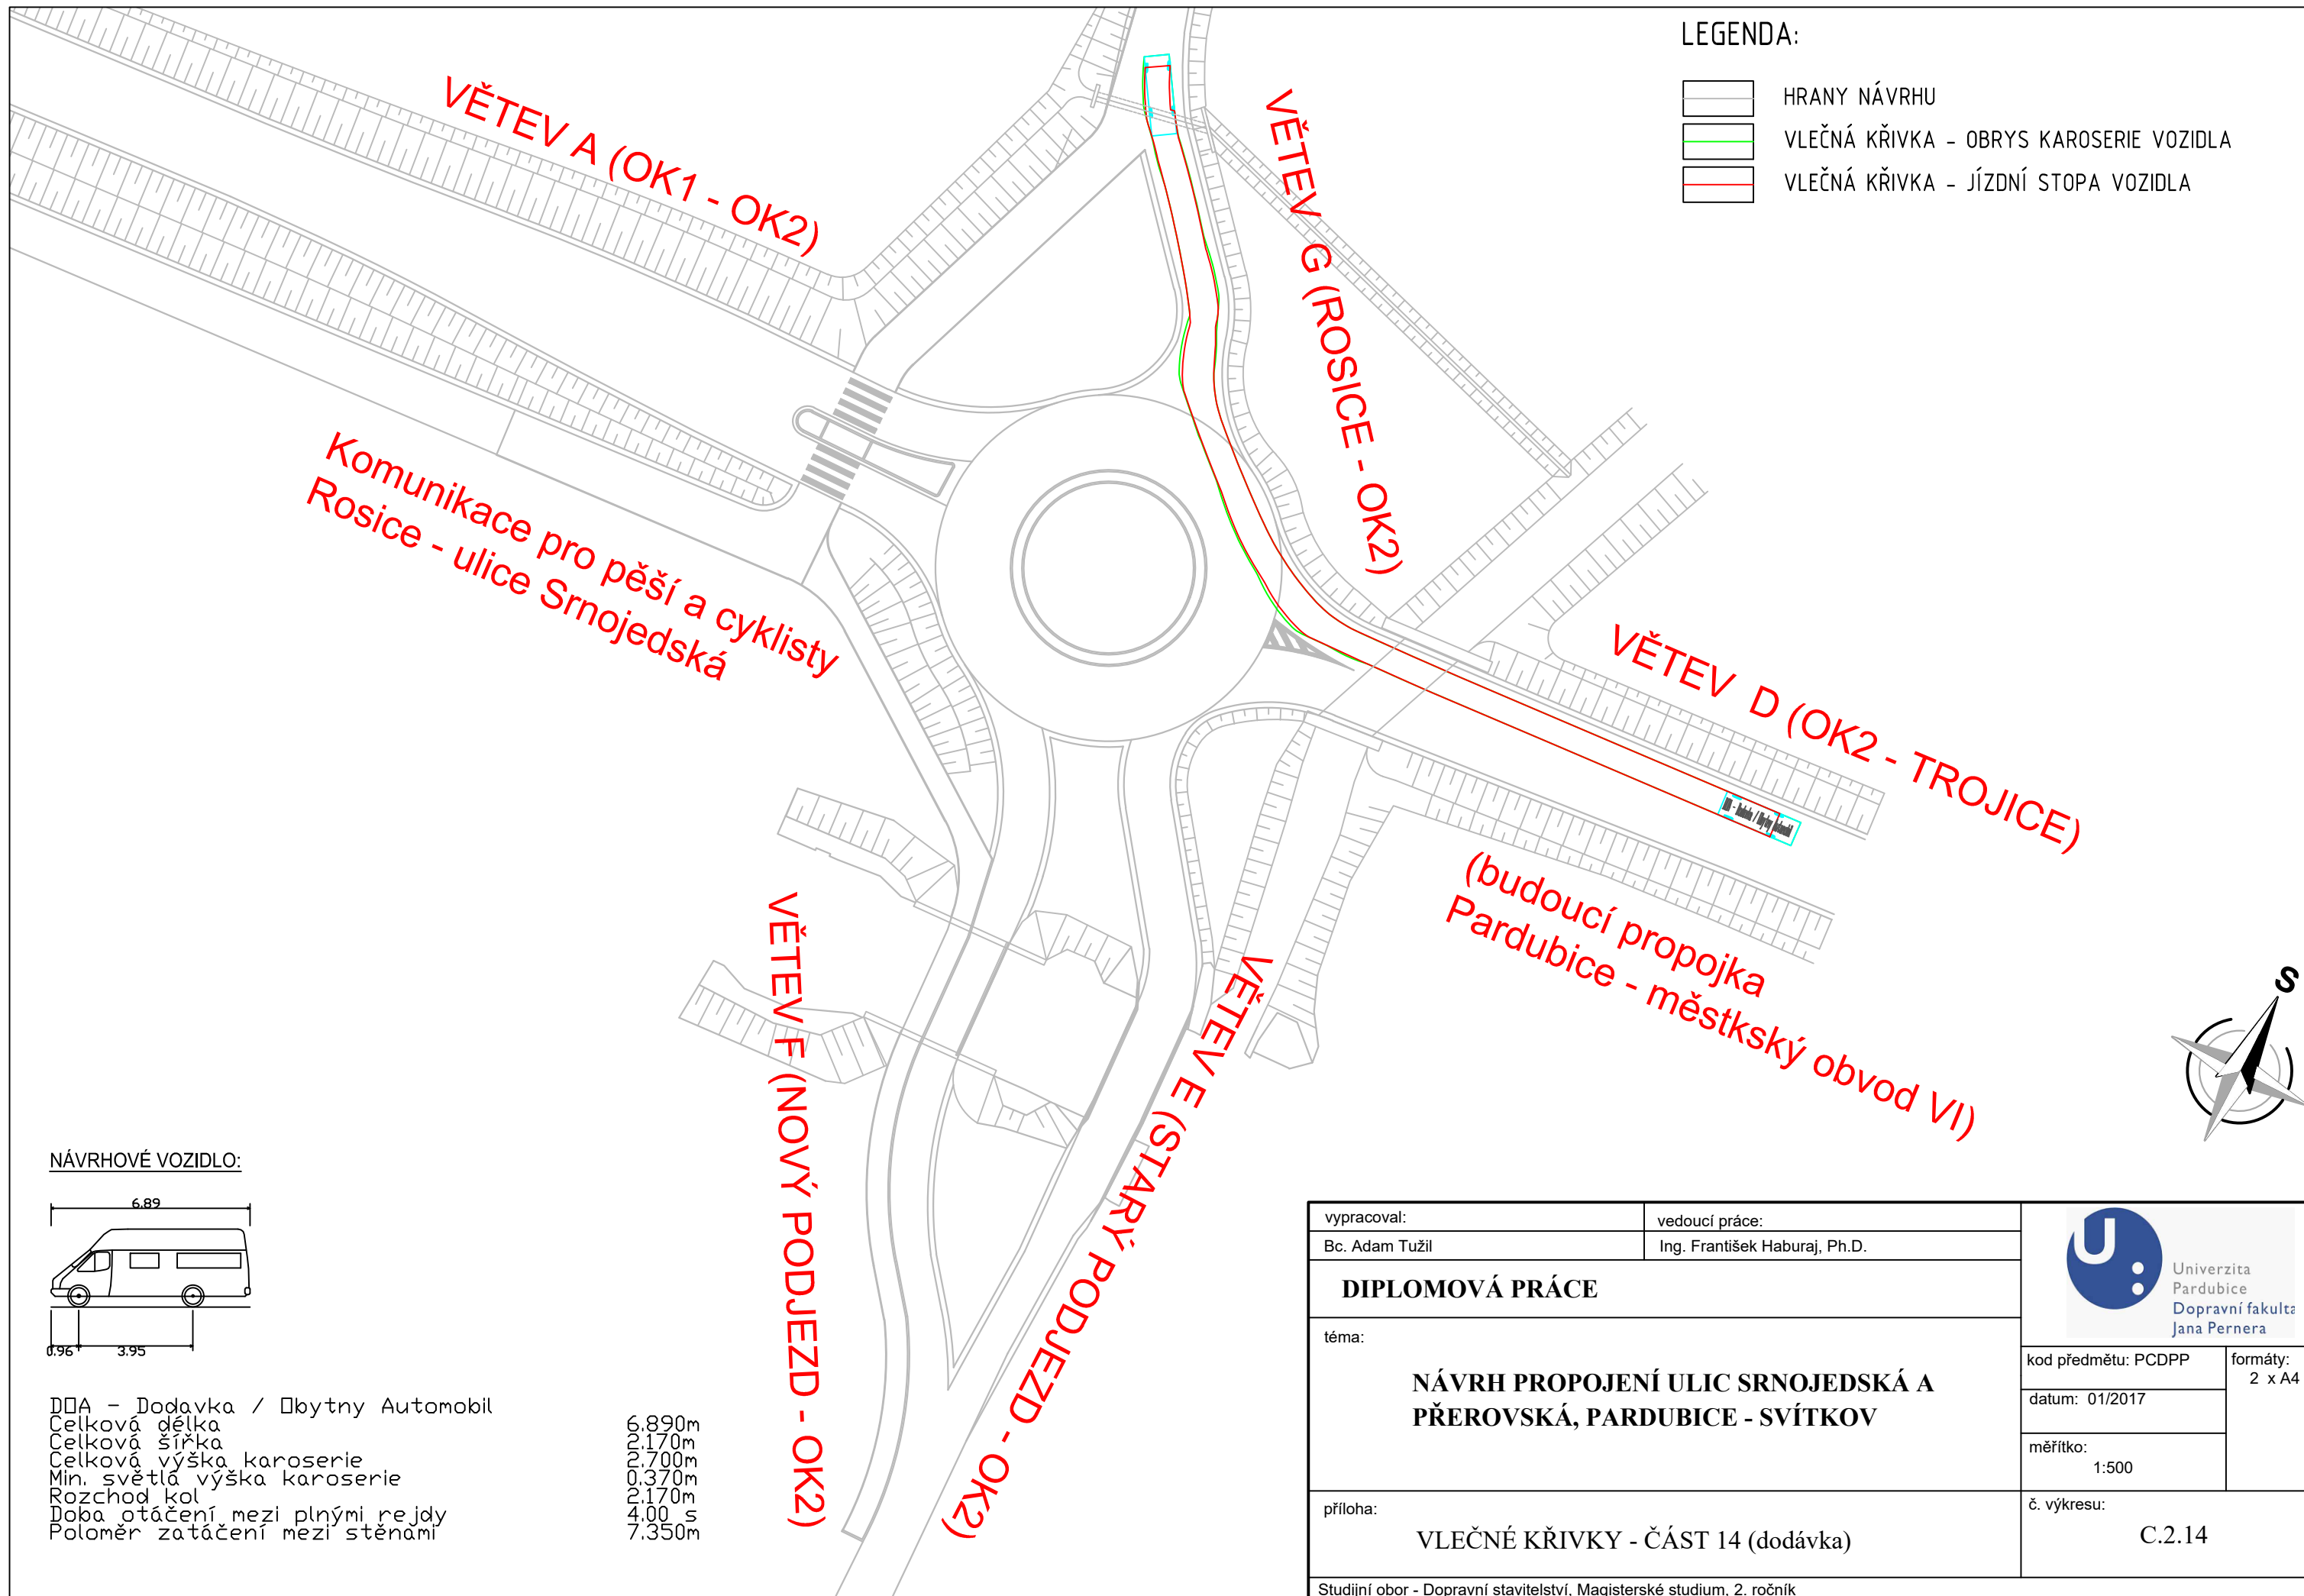 LEGENDA:
HRANY NÁVRHU
VLEČNÁ KŘIVKA - OBRYS KAROSERIE VOZIDLA
VLEČNÁ KŘIVKA - JÍZDNÍ STOPA VOZIDLA
VĚTEV A (OK1 - OK2)
VĚTEV G (ROSICE - OK2)
Komunikace pro pěší a cyklisty
Rosice - ulice Srnojedská
VĚTEV D (OK2 - TROJICE)
(budoucí propojka
Pardubice - městkský obvod VI)
VĚTEV F (NOVÝ PODJEZD - OK2)
VĚTEV E (STARÝ PODJEZD - OK2)
S
NÁVRHOVÉ VOZIDLO:
6.89
0.96 3.95
D□A - Dodavka / □bytny Automobil
Celková délka 6.890m
Celková šířka 2.170m
Celková výška karoserie 2.700m
Min. světlá výška karoserie 0.370m
Rozchod kol 2.170m
Doba otáčení mezi plnými rejdy 4.00 s
Poloměr zatáčení mezi stěnami 7.350m
vypracoval: vedoucí práce:
Bc. Adam Tužil Ing. František Haburaj, Ph.D.
DIPLOMOVÁ PRÁCE
téma:
NÁVRH PROPOJENÍ ULIC SRNOJEDSKÁ A
PŘEROVSKÁ, PARDUBICE - SVÍTKOV
příloha:
VLEČNÉ KŘIVKY - ČÁST 14 (dodávka)
Studijní obor - Dopravní stavitelství, Magisterské studium, 2. ročník
Univerzita
Pardubice
Dopravní fakulta
Jana Pernera
kod předmětu: PCDPP
formáty:
2 x A4
datum: 01/2017
měřítko:
1:500
č. výkresu:
C.2.14